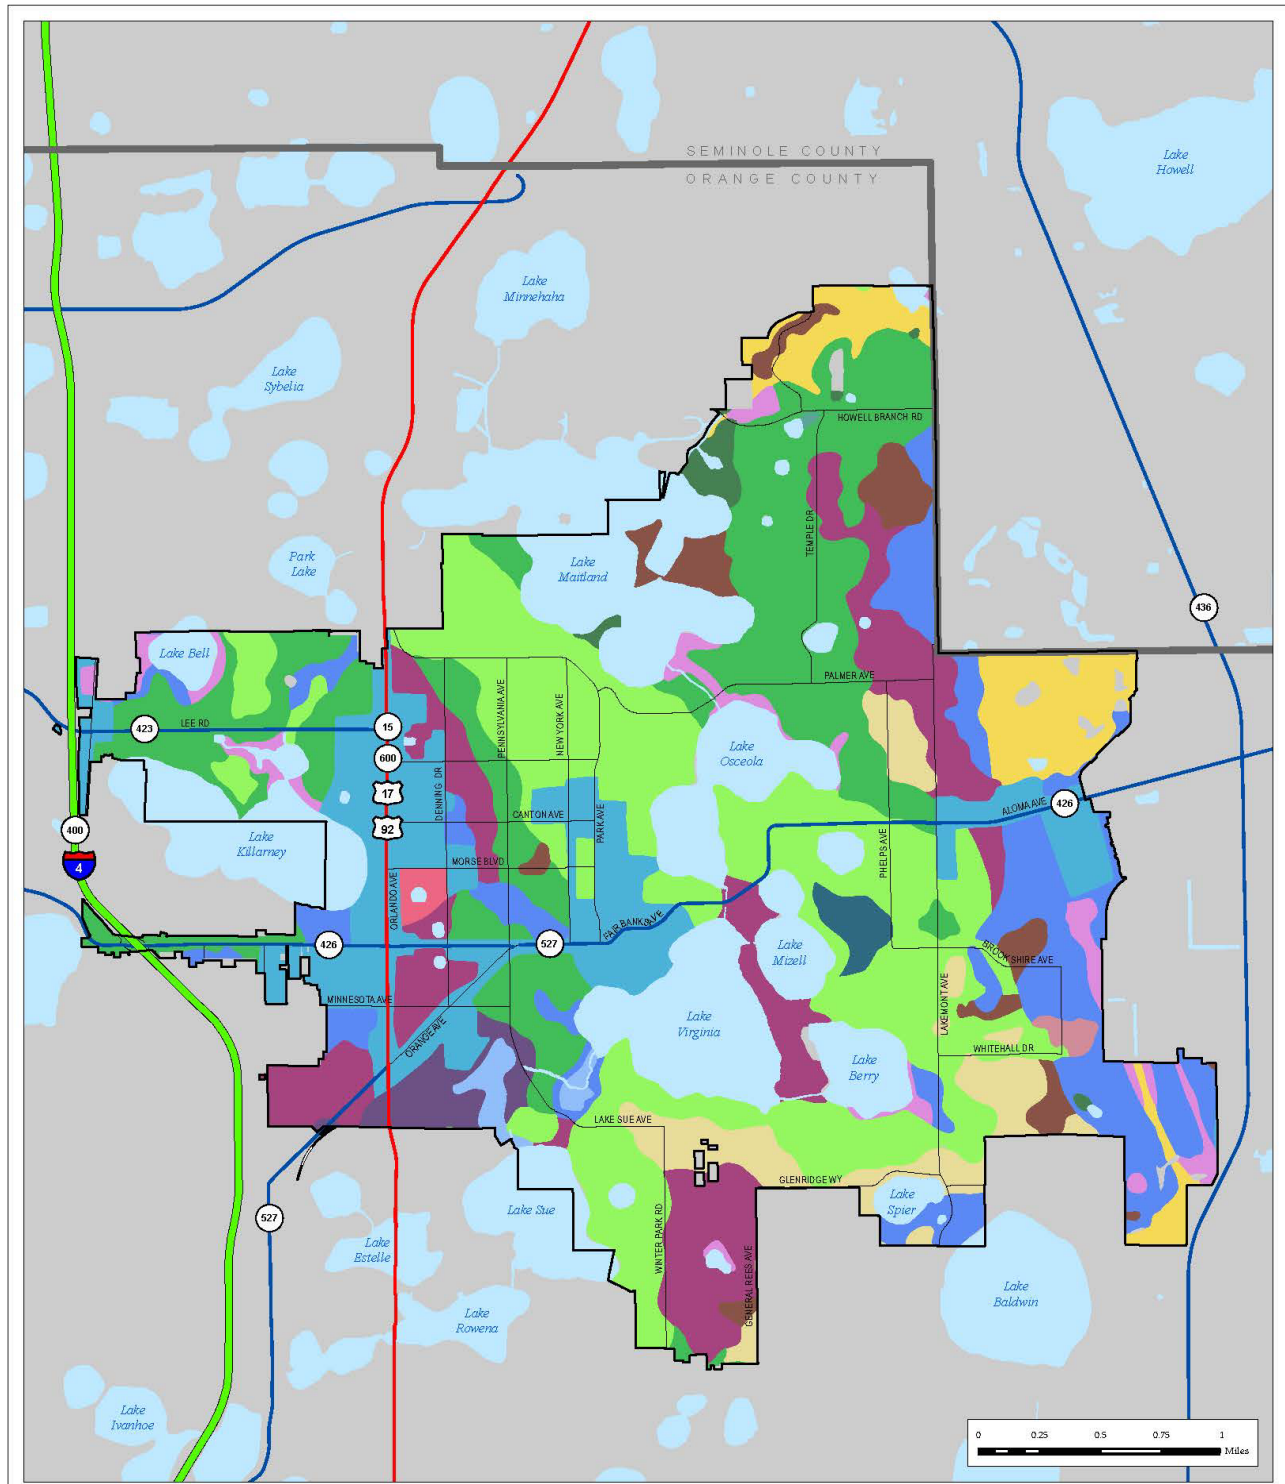 SEMINOLE COUNTY
ORANGE COUNTY
Lake
Howell
Lake
Minnehaha
Lake
Sybelia
HOWELL BRANCH RD
TEMPLE DR
Park
Lake
Lake
Maitland
436
Lake Bell
PALMER AVE
423
LEE RD
15
600
17
92
PENNSYLVANIA AVE
NEW YORK AVE
DENNING DR
Lake
Osceola
CANTON AVE
PARK AVE
ALOMA AVE
426
400
4
Lake
Killarney
MORSE BLVD
PHELPS AVE
ORLANDO AVE
FAIRBANKS AVE
426
527
Lake
Mizell
BROOKSHIRE AVE
LAKEMONT AVE
MINNESOTA AVE
ORANGE AVE
Lake
Virginia
WHITEHALL DR
Lake
Berry
LAKE SUE AVE
GLENRIDGE WY
Lake
Spier
Lake Sue
527
WINTER PARK RD
GENERAL REES AVE
Lake
Estelle
Lake
Baldwin
Lake
Rowena
Lake
Ivanhoe
0 0.25 0.5 0.75 1
Miles